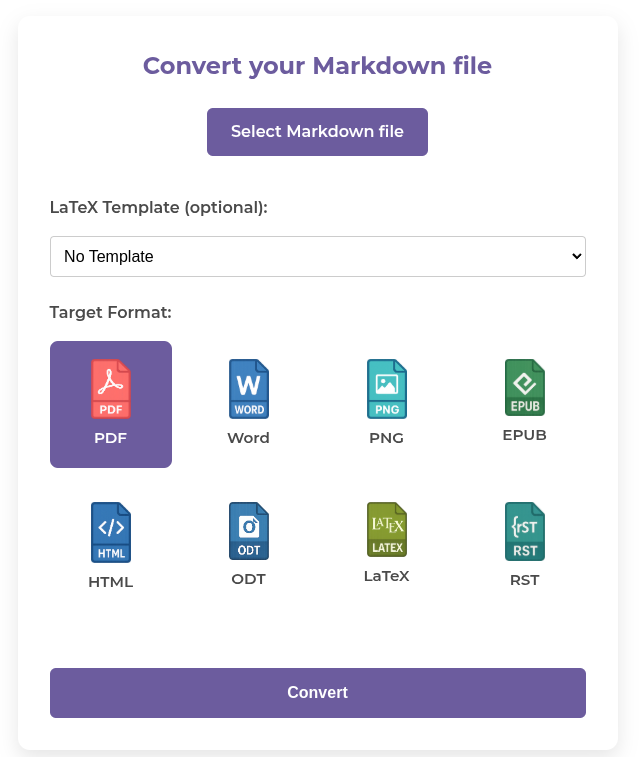 Convert your Markdown file
Select Markdown file
LaTeX Template (optional):
No Template
Target Format:
PDF
W
WORD
PNG
EPUB
PDF
Word
PNG
EPUB
</>
HTML
ODT
LATEX
LATEX
{rST
RST
HTML
ODT
LaTeX
RST
Convert